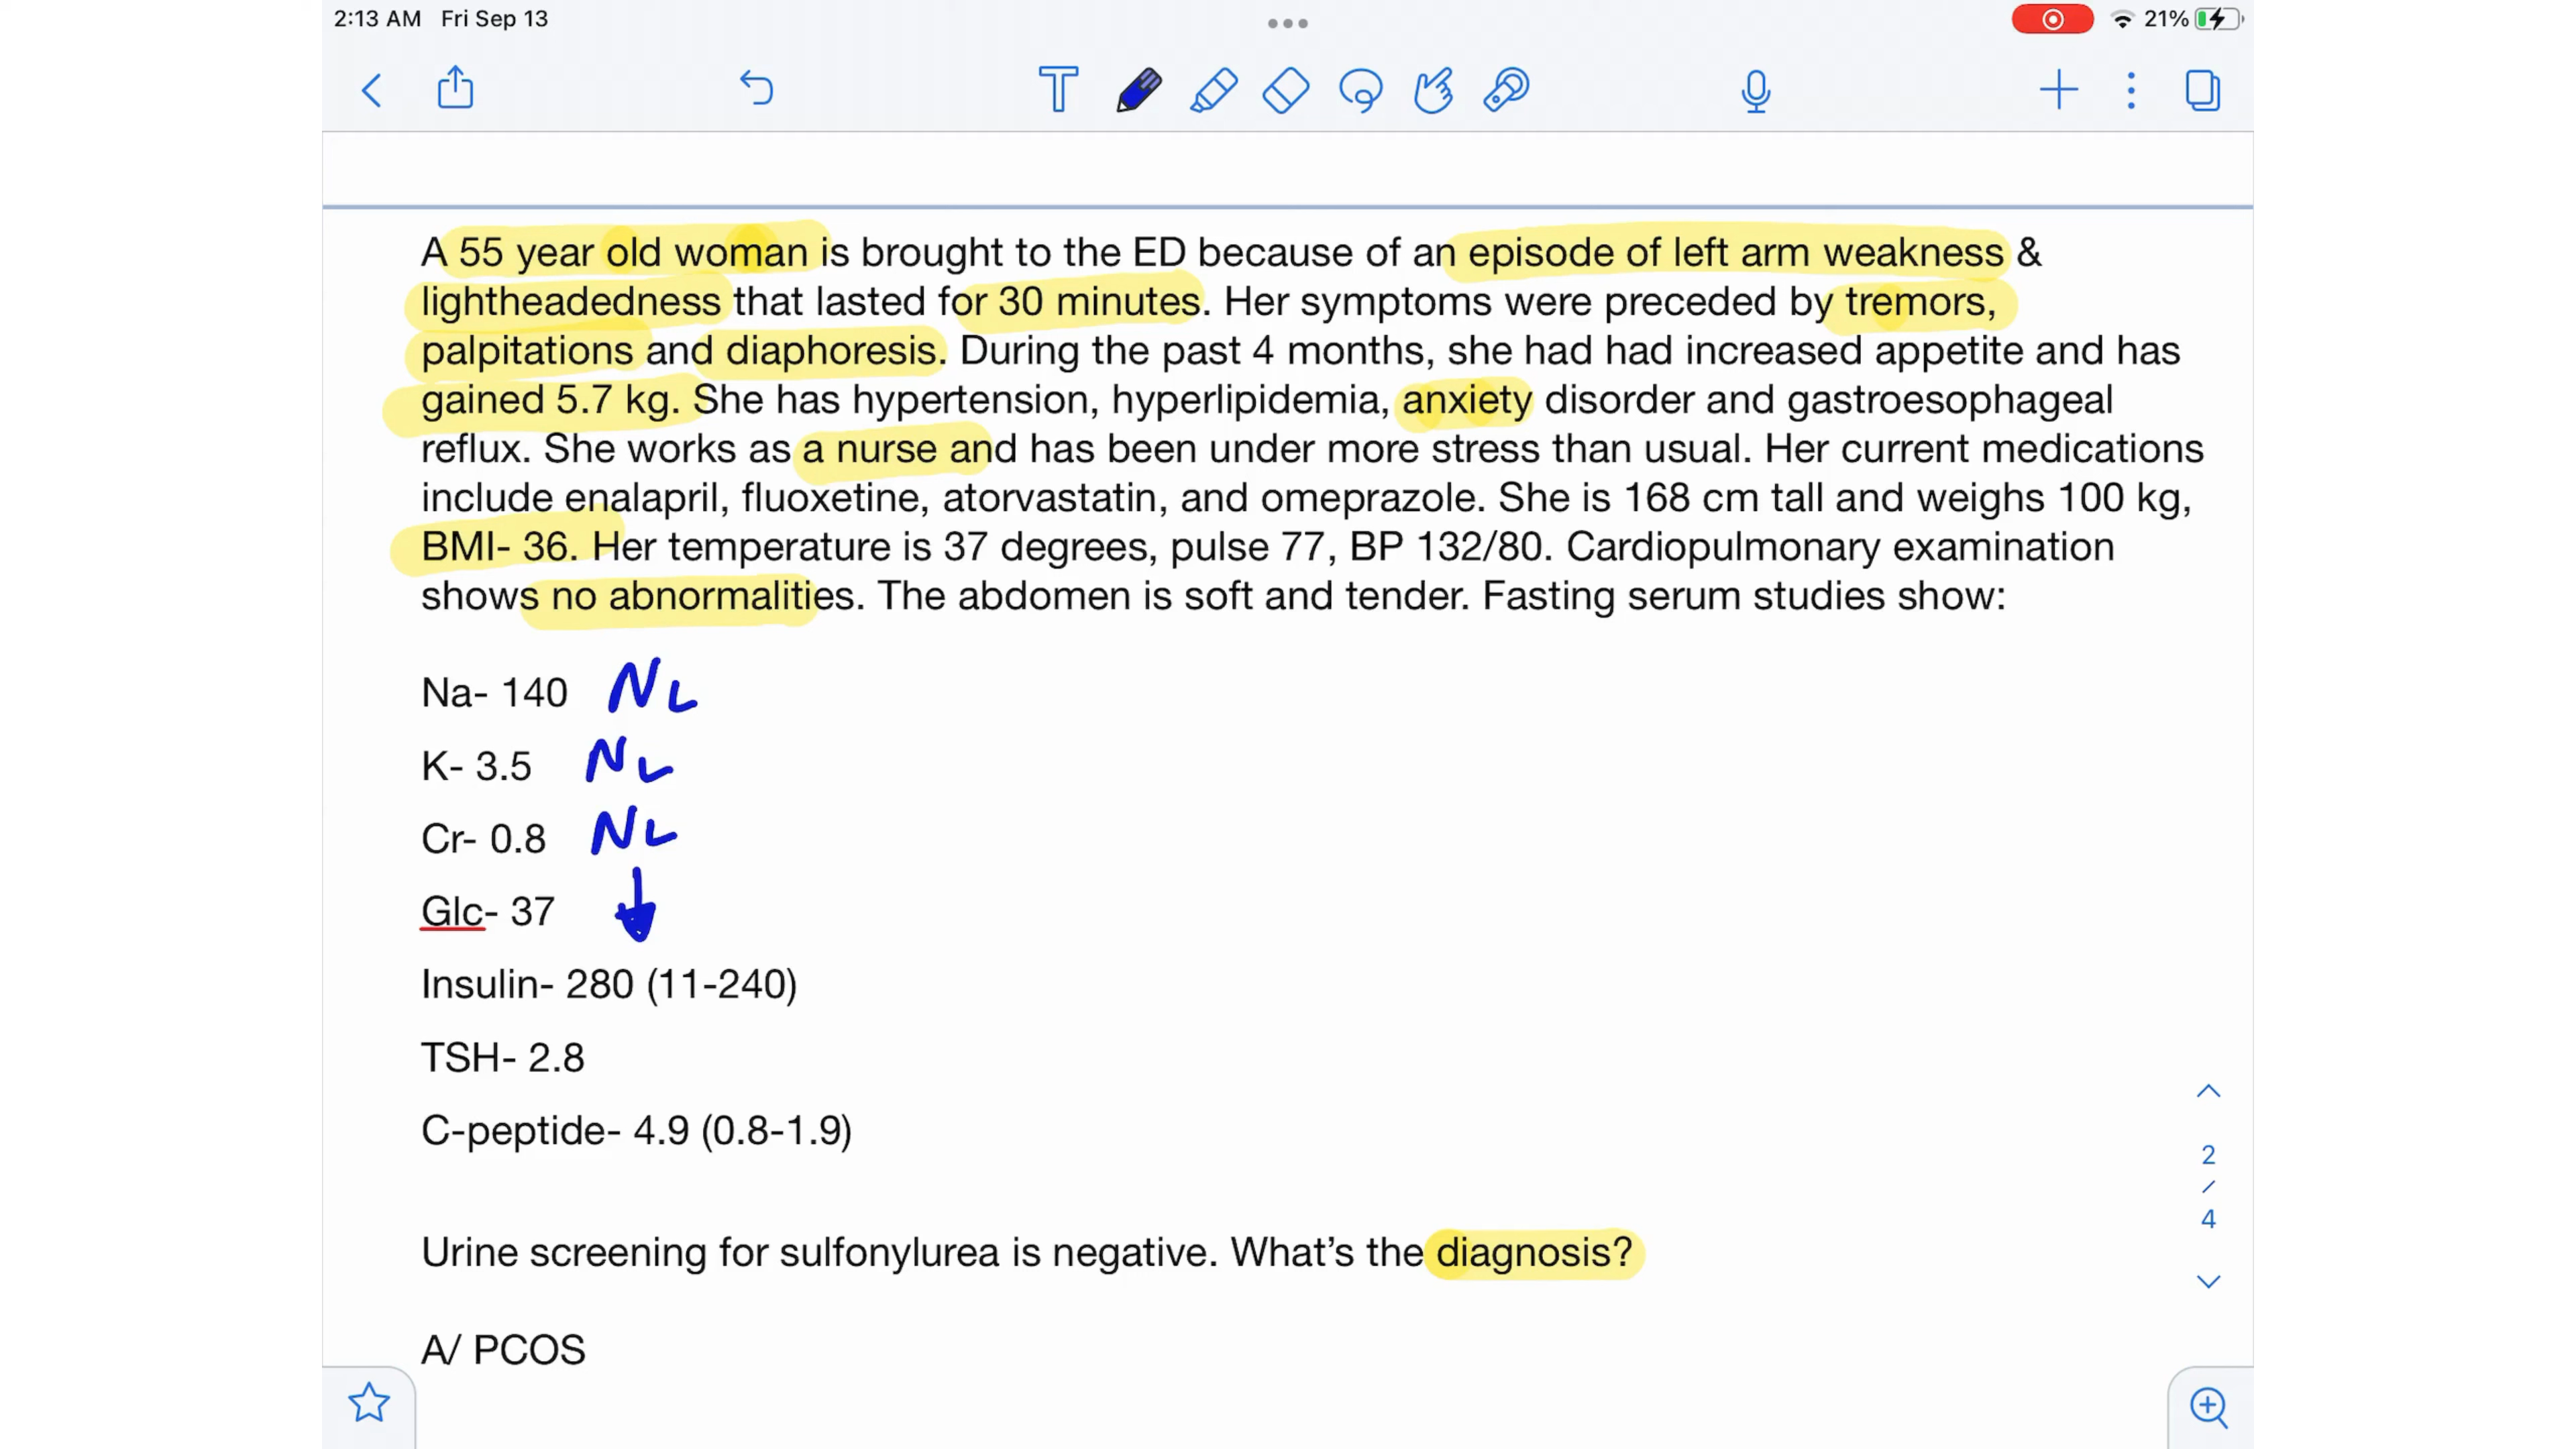 2:13 AM Fri Sep 13
21%
T
A 55 year old woman is brought to the ED because of an episode of left arm weakness &
lightheadedness that lasted for 30 minutes. Her symptoms were preceded by tremors,
palpitations and diaphoresis. During the past 4 months, she had had increased appetite and has
gained 5.7 kg. She has hypertension, hyperlipidemia, anxiety disorder and gastroesophageal
reflux. She works as a nurse and has been under more stress than usual. Her current medications
include enalapril, fluoxetine, atorvastatin, and omeprazole. She is 168 cm tall and weighs 100 kg,
BMI- 36. Her temperature is 37 degrees, pulse 77, BP 132/80. Cardiopulmonary examination
shows no abnormalities. The abdomen is soft and tender. Fasting serum studies show:
Na- 140 NL
K- 3.5 NL
Cr- 0.8 NL
Glc- 37
Insulin- 280 (11-240)
TSH- 2.8
C-peptide- 4.9 (0.8-1.9)
2
/
4
Urine screening for sulfonylurea is negative. What’s the diagnosis?
A/ PCOS